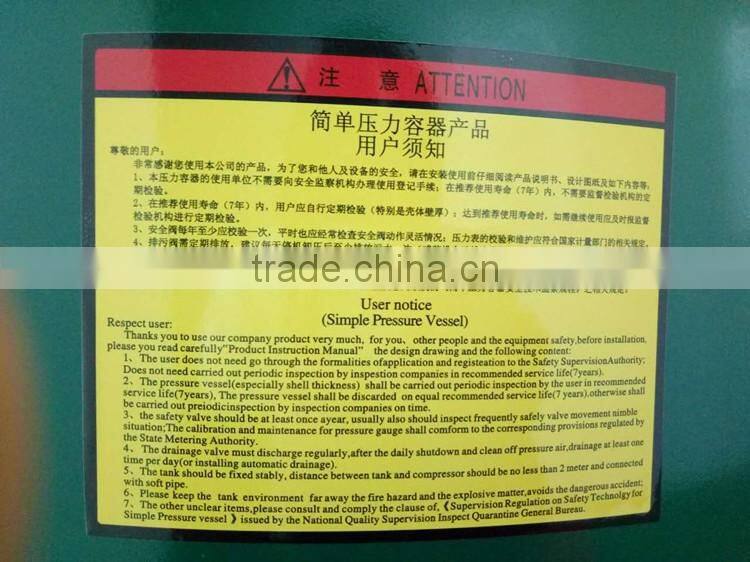 注 意 ATTENTION
简单压力容器产品
用户须知
尊敬的用户:
非常感谢您使用本公司的产品,为了您和他人及设备的安全,请在安装使用前仔细阅读产品说明书、设计图纸及如下内容等:
1、本压力容器的使用单位不需要向安全监察机构办理使用登记手续;在推荐使用寿命(7年)内,不需要监督检验机构的定
期检验。
2、在推荐使用寿命(7年)内,用户应自行定期检验(特别是壳体壁厚);达到推荐使用寿命时,如需继续使用应及时报监督
检验机构进行定期检验。
3、安全阀每年至少应校验一次,平时也应经常检查安全阀动作灵活情况;压力表的校验和维护应符合国家计量部门的相关规定。
4、排污阀需定期排放,建议每天停机卸压后至少排放
trade.china.cn
User notice
(Simple Pressure Vessel)
Respect user:
Thanks you to use our company product very much, for you、other people and the equipment safety,before installation,
please you read carefully"Product Instruction Manual" the design drawing and the following content:
1、The user does not need go through the formalities ofapplication and registeation to the Safety SupervisionAuthority;
Does not need carried out periodic inspection by inspestion companies in recommended service life(7years).
2、The pressure vessel(especially shell thickness) shall be carried out periodic inspection by the user in recommended
service life(7years), The pressure vessel shall be discarded on equal recommended service life (7 years),otherwise shall
be carried out preiodicinspection by inspection companies on time.
3、the safety valve should be at least once ayear, usually also should inspect frequently safely valve movement nimble
situation;The calibration and maintenance for pressure gauge shall comform to the corresponding provisions regulated by
the State Metering Authority.
4、The drainage valve must discharge regularly,after the daily shutdown and clean off pressure air,drainage at least one
time per day(or installing automatic drainage).
5、The tank should be fixed stably, distance between tank and compressor should be no less than 2 meter and connected
with soft pipe.
6、Please keep the tank environment far away the fire hazard and the explosive matter,avoids the dangerous accident;
7、The other unclear items,please consult and comply the clause of,《Supervision Regulation on Safety Technolgy for
Simple Pressure vessel 》issued by the National Quality Supervision Inspect Quarantine General Bureau.